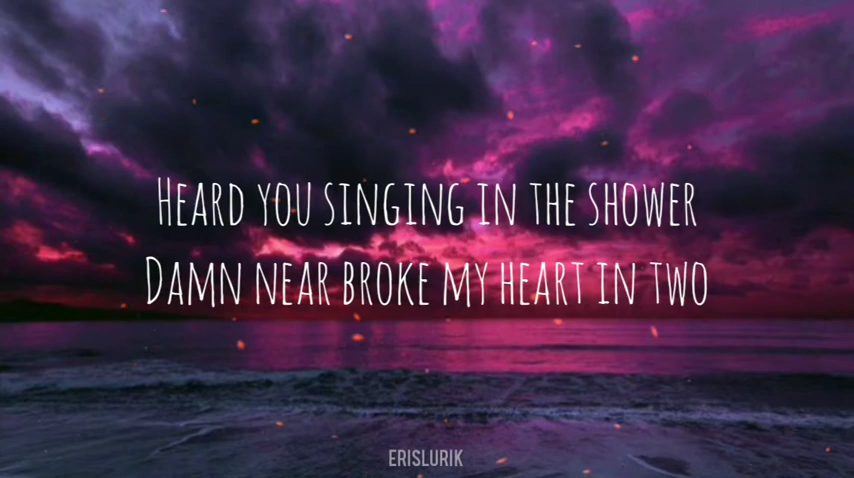 HEARD YOU SINGING IN THE SHOWER
DAMN NEAR BROKE MY HEART IN TWO
ERISLURIK